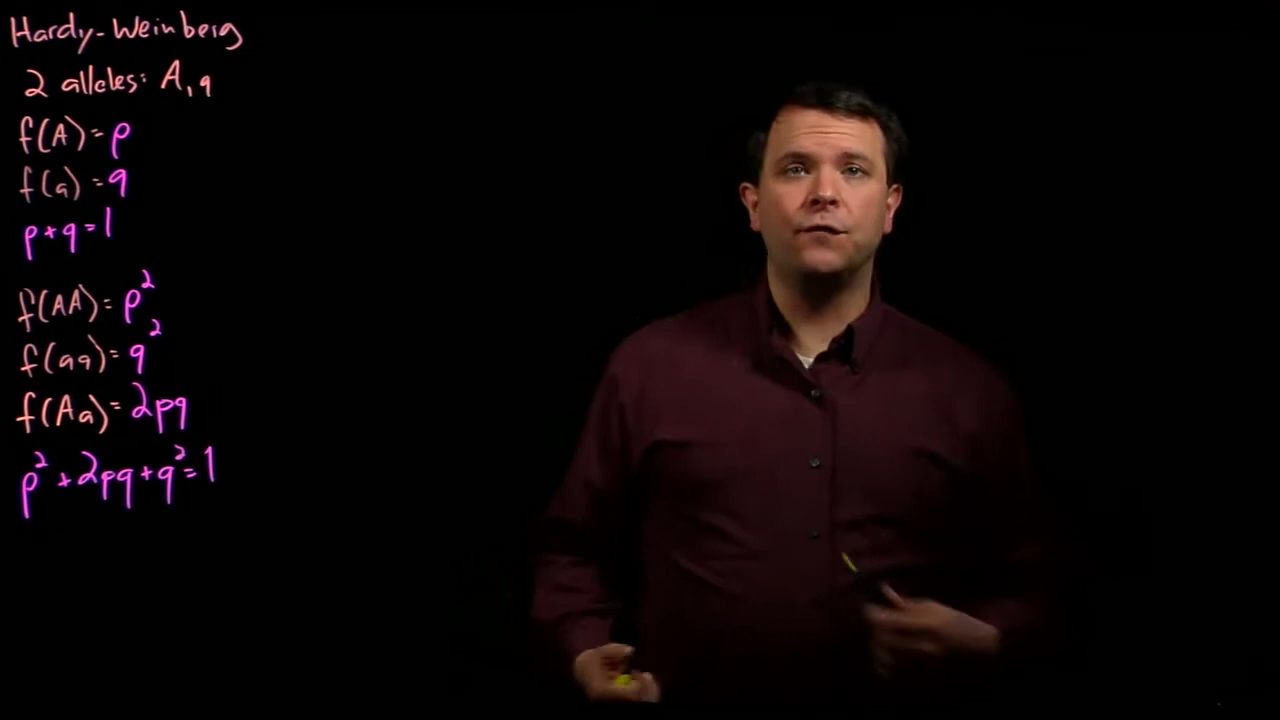 Hardy-Weinberg
2 alleles: A, a
f(A) = p
f(a) = q
p+q=1
f(AA) = p²
f(aa) = q²
f(Aa) = 2pq
p² + 2pq + q² = 1